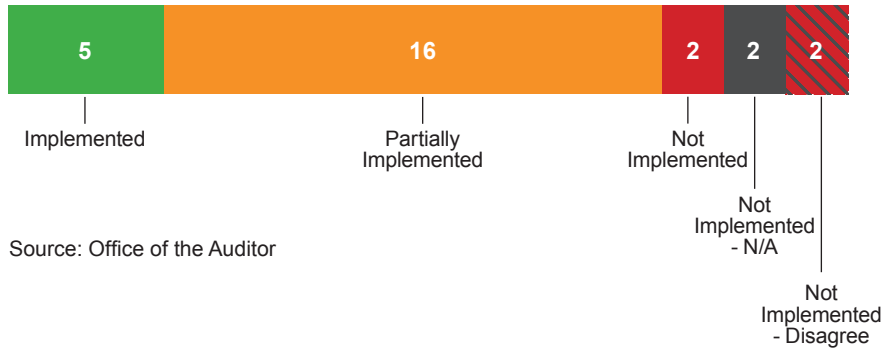 5
16
2
2
2
Implemented
Partially
Implemented
Not
Implemented
Not
Implemented
- N/A
Not
Implemented
- Disagree
Source: Office of the Auditor